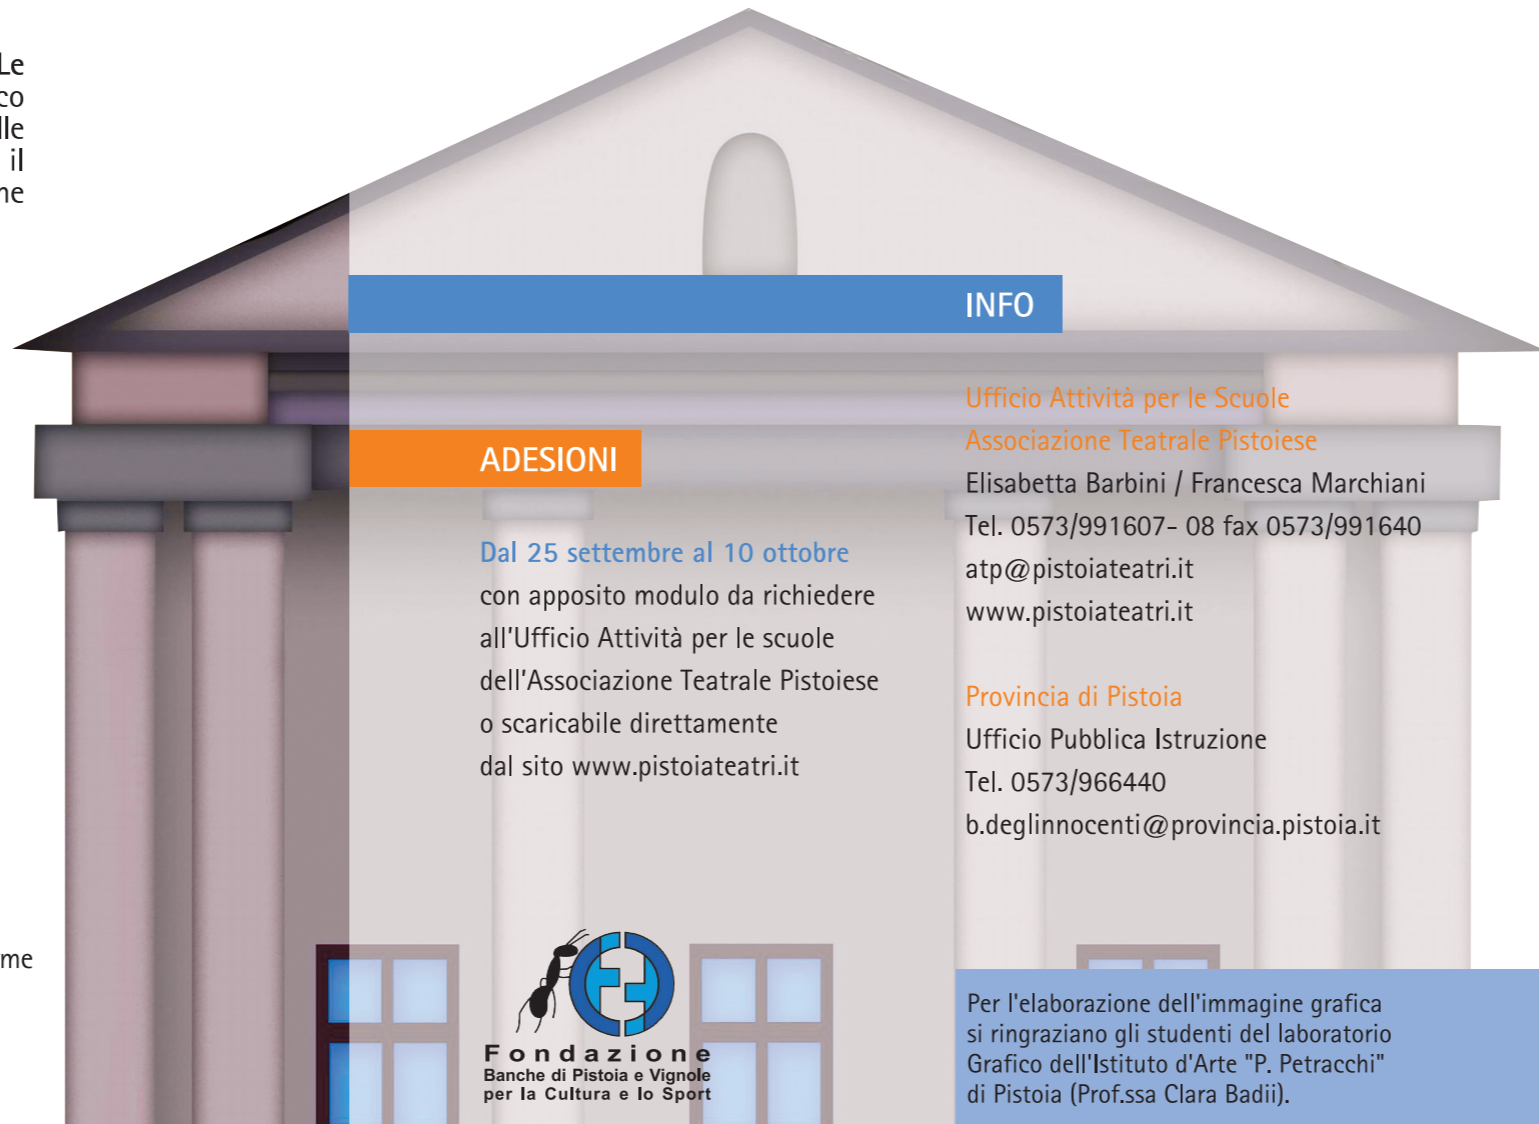 Le
il
INFO
ADESIONI
Dal 25 settembre al 10 ottobre
con apposito modulo da richiedere
all'Ufficio Attività per le scuole
dell'Associazione Teatrale Pistoiese
o scaricabile direttamente
dal sito www.pistoiateatri.it
Ufficio Attività per le Scuole
Associazione Teatrale Pistoiese
Elisabetta Barbini / Francesca Marchiani
Tel. 0573/991607- 08 fax 0573/991640
atp@pistoiateatri.it
www.pistoiateatri.it
Provincia di Pistoia
Ufficio Pubblica Istruzione
Tel. 0573/966440
b.deglinnocenti@provincia.pistoia.it
Fondazione
Banche di Pistoia e Vignole
per la Cultura e lo Sport
Per l'elaborazione dell'immagine grafica
si ringraziano gli studenti del laboratorio
Grafico dell'Istituto d'Arte "P. Petracchi"
di Pistoia (Prof.ssa Clara Badii).